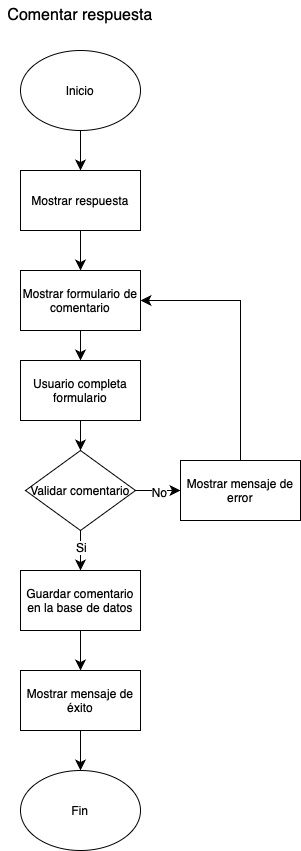 Comentar respuesta
Inicio
Mostrar respuesta
Mostrar formulario de
comentario
Usuario completa
formulario
Validar comentario
No
Mostrar mensaje de
error
Si
Guardar comentario
en la base de datos
Mostrar mensaje de
éxito
Fin